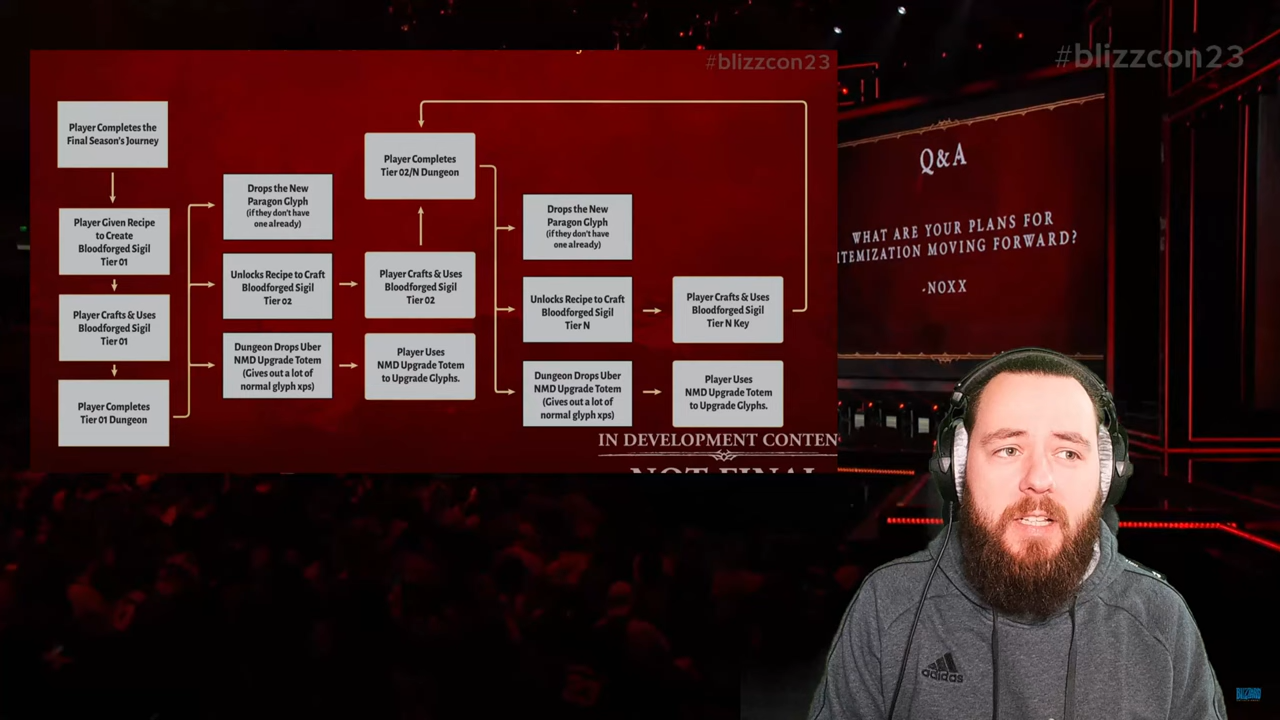 #blizzcon23
#blizzcon23
Player Completes the
Final Season's Journey
Player Given Recipe
to Create
Bloodforged Sigil
Tier 01
Player Crafts & Uses
Bloodforged Sigil
Tier 01
Player Completes
Tier 01 Dungeon
Drops the New
Paragon Glyph
(if they don't have
one already)
Unlocks Recipe to Craft
Bloodforged Sigil
Tier 02
Dungeon Drops Uber
NMD Upgrade Totem
(Gives out a lot of
normal glyph xps)
Player Completes
Tier 02/N Dungeon
Player Crafts & Uses
Bloodforged Sigil
Tier 02
Player Uses
NMD Upgrade Totem
to Upgrade Glyphs.
Drops the New
Paragon Glyph
(if they don't have
one already)
Unlocks Recipe to Craft
Bloodforged Sigil
Tier N
Dungeon Drops Uber
NMD Upgrade Totem
(Gives out a lot of
normal glyph xps)
Player Crafts & Uses
Bloodforged Sigil
Tier N Key
Player Uses
NMD Upgrade Totem
to Upgrade Glyphs.
IN DEVELOPMENT CONTEN
NOT FINAL
Q&A
WHAT ARE YOUR PLANS FOR
ITEMIZATION MOVING FORWARD?
-NOXX
adidas
BLIZZARD